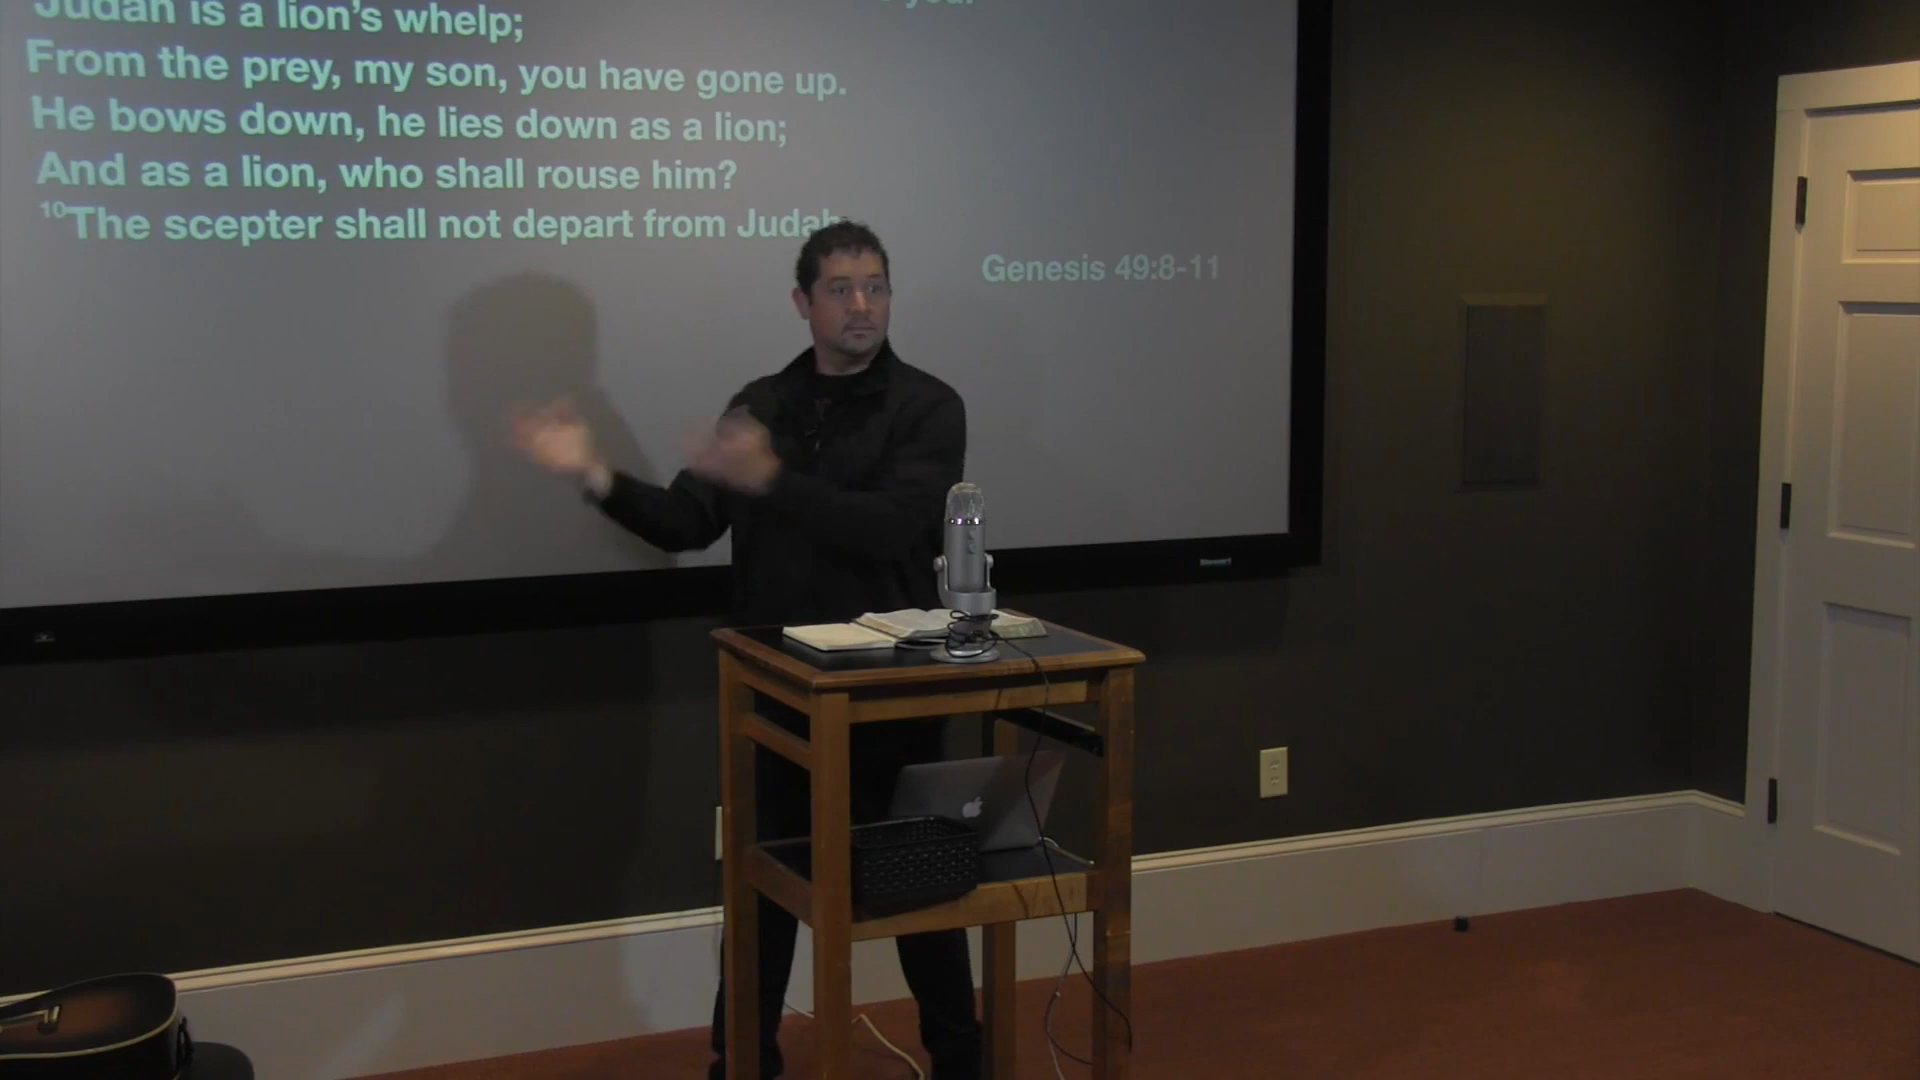 you.
Judah is a lion's whelp;
From the prey, my son, you have gone up.
He bows down, he lies down as a lion;
And as a lion, who shall rouse him?
10The scepter shall not depart from Judah
Genesis 49:8-11
Stewart